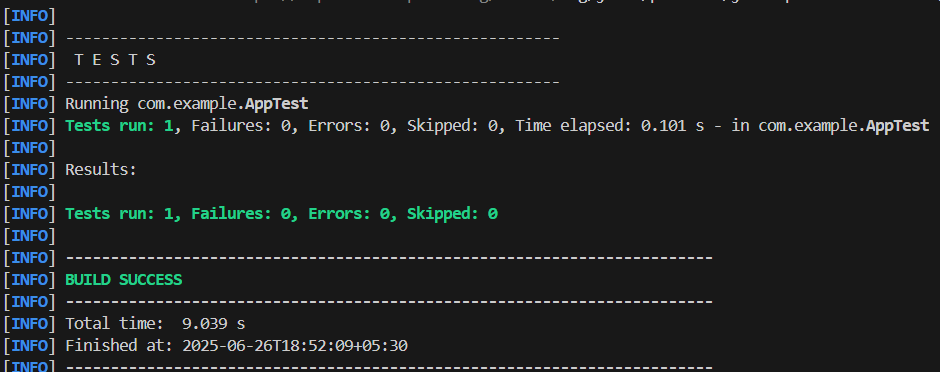 [INFO]
[INFO] -------------------------------------------------------
[INFO]  T E S T S
[INFO] -------------------------------------------------------
[INFO] Running com.example.AppTest
[INFO] Tests run: 1, Failures: 0, Errors: 0, Skipped: 0, Time elapsed: 0.101 s - in com.example.AppTest
[INFO]
[INFO] Results:
[INFO]
[INFO] Tests run: 1, Failures: 0, Errors: 0, Skipped: 0
[INFO]
[INFO] ------------------------------------------------------------------------
[INFO] BUILD SUCCESS
[INFO] ------------------------------------------------------------------------
[INFO] Total time:  9.039 s
[INFO] Finished at: 2025-06-26T18:52:09+05:30
[INFO] ------------------------------------------------------------------------